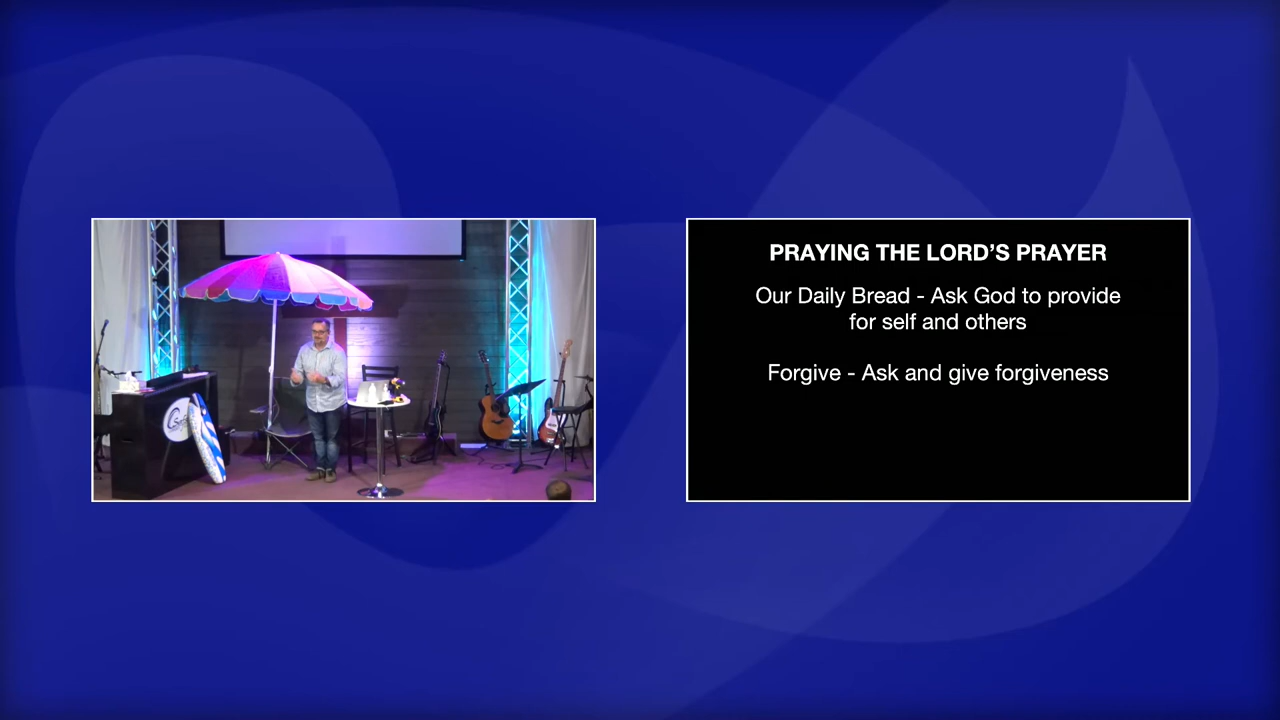 PRAYING THE LORD'S PRAYER
Our Daily Bread - Ask God to provide
for self and others
Forgive - Ask and give forgiveness